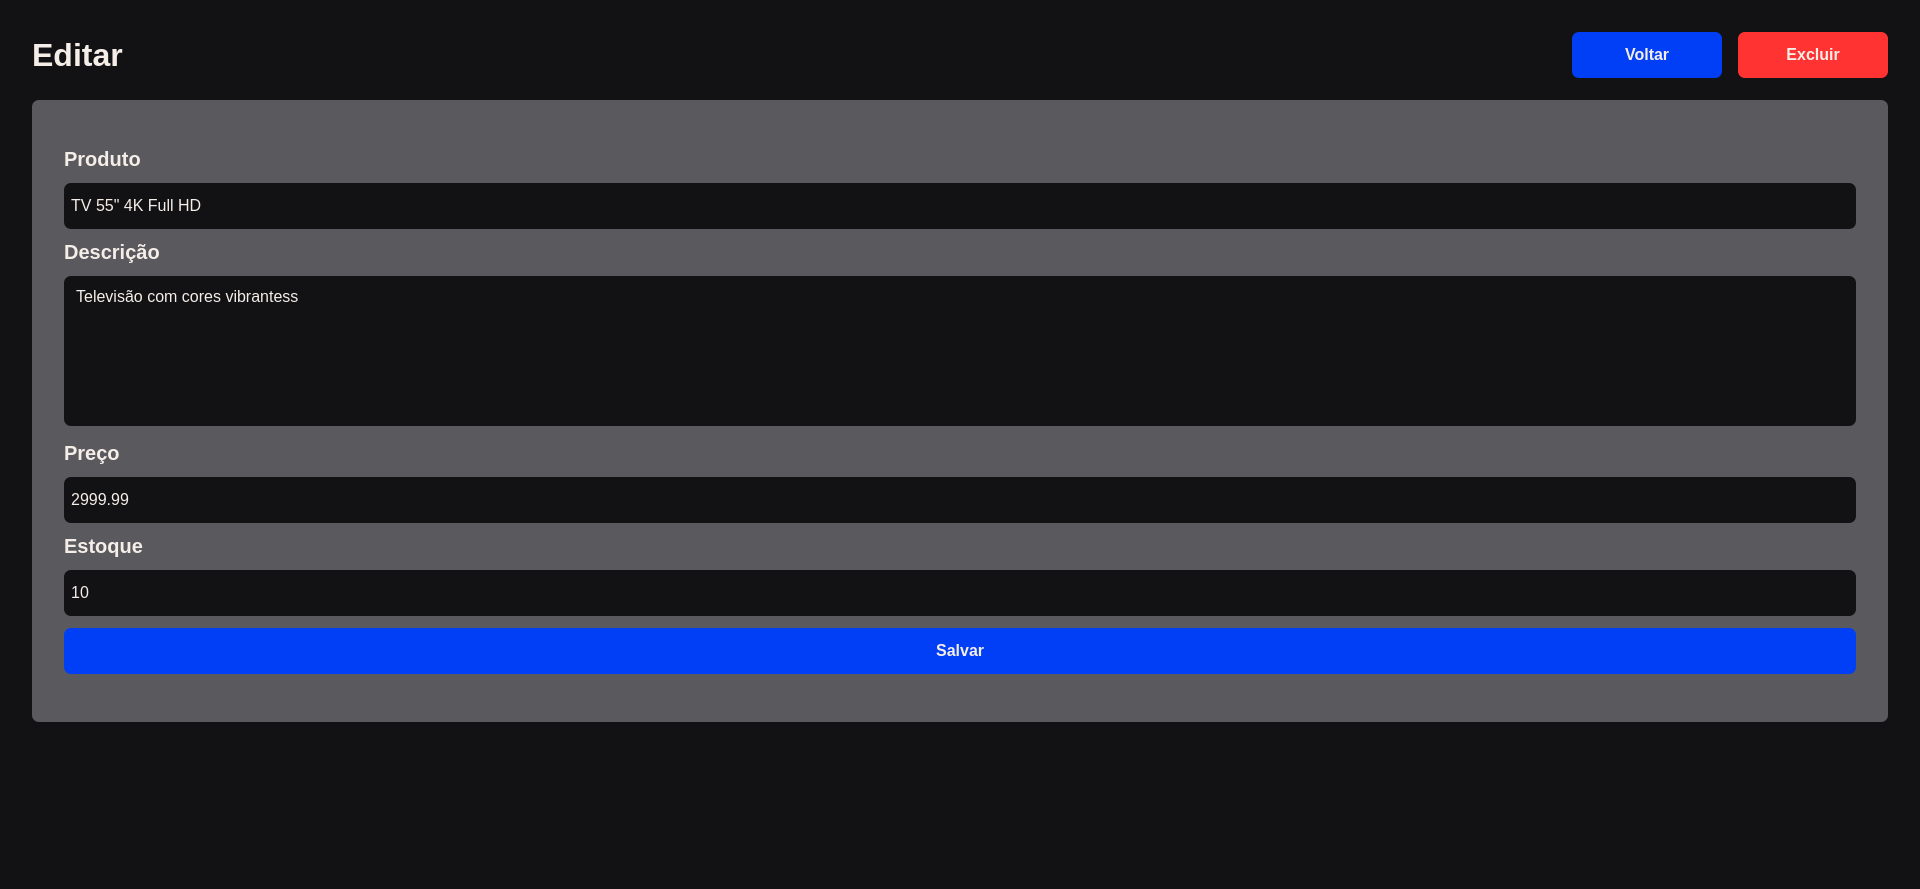 Editar
Voltar
Excluir
Produto
TV 55" 4K Full HD
Descrição
Televisão com cores vibrantess
Preço
2999.99
Estoque
10
Salvar